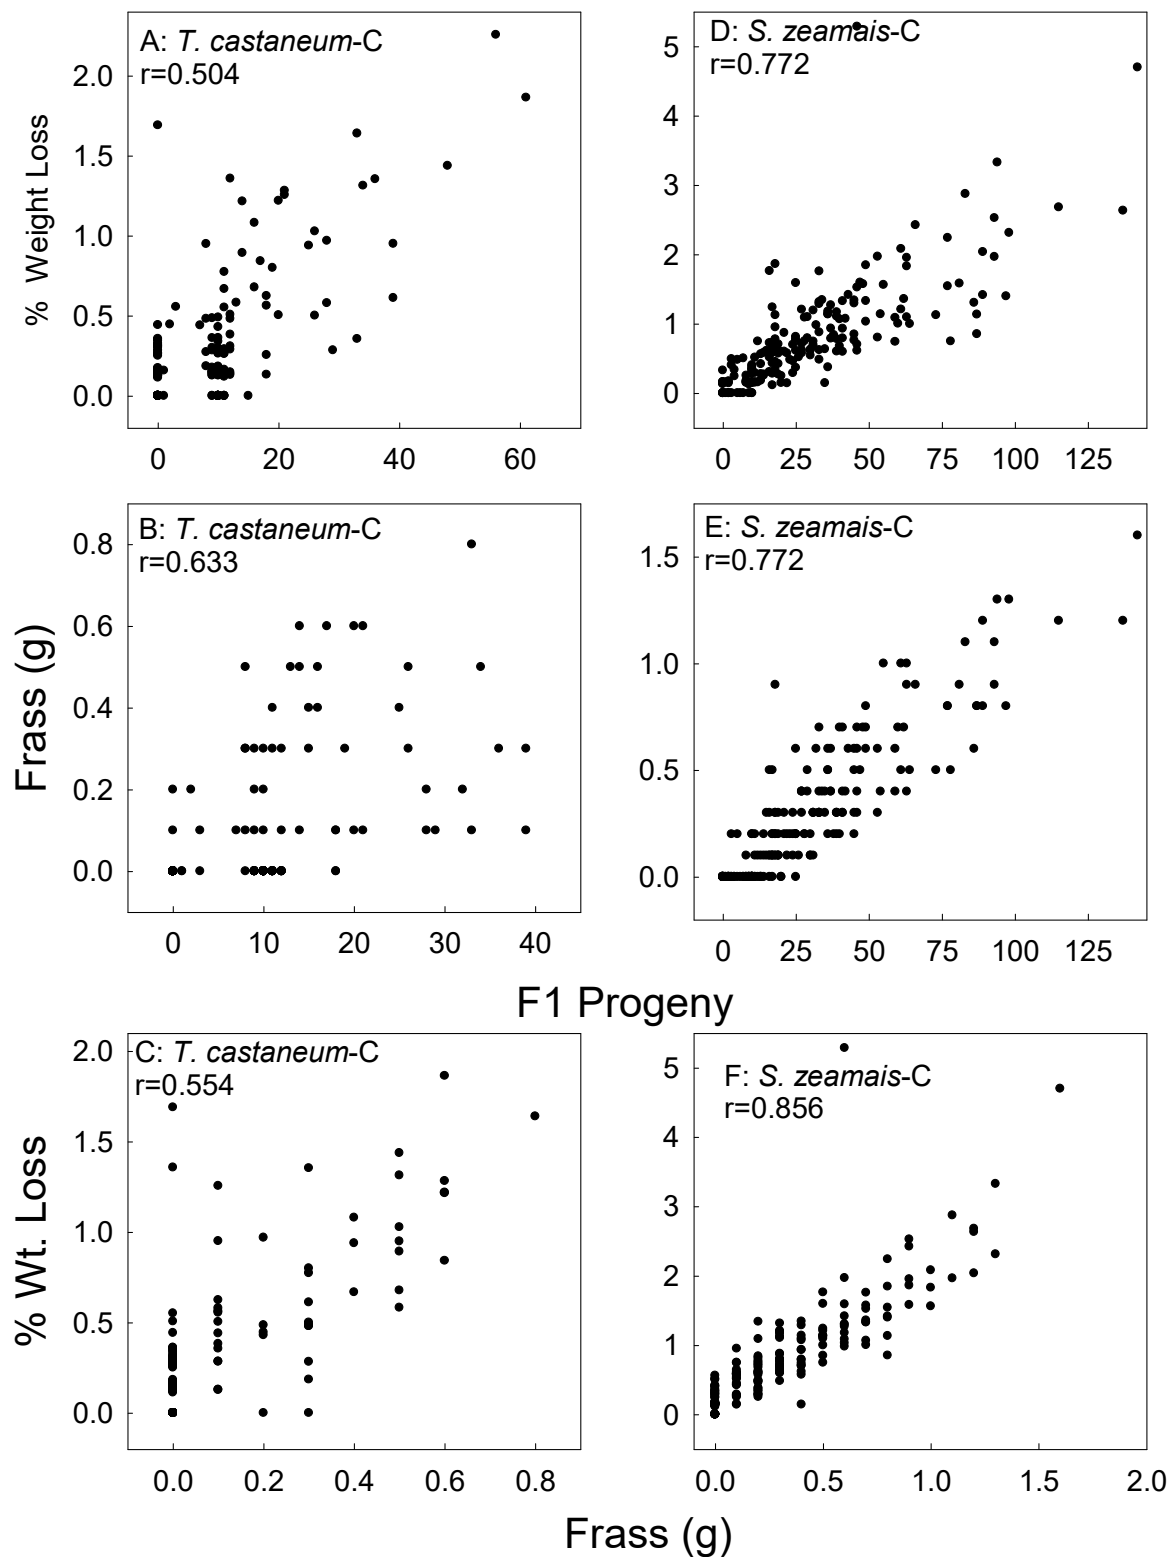 A: T. castaneum-C
r=0.504
% Weight Loss
2.0
1.5
1.0
0.5
0.0
0 20 40 60
D: S. zeamais-C
r=0.772
5
4
3
2
1
0
0 25 50 75 100 125
B: T. castaneum-C
r=0.633
Frass (g)
0.8
0.6
0.4
0.2
0.0
0 10 20 30 40
E: S. zeamais-C
r=0.772
1.5
1.0
0.5
0.0
0 25 50 75 100 125
F1 Progeny
C: T. castaneum-C
r=0.554
% Wt. Loss
2.0
1.5
1.0
0.5
0.0
0.0 0.2 0.4 0.6 0.8
F: S. zeamais-C
r=0.856
5
4
3
2
1
0
0.0 0.5 1.0 1.5 2.0
Frass (g)